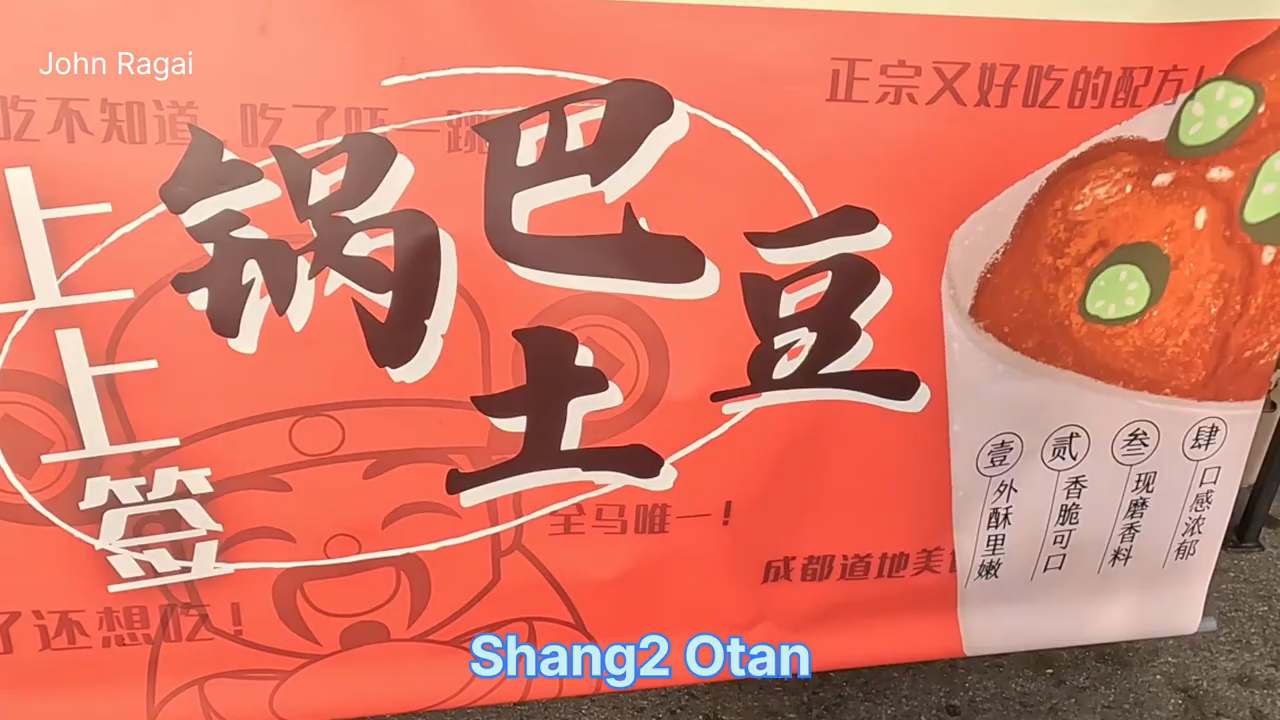 John Ragai
正宗又好吃的配方!
吃不知道 吃了吓一跳
锅巴土豆
上上签
全马唯一!
成都道地美
了还想吃!
壹 外酥里嫩
贰 香脆可口
叁 现磨香料
肆 口感浓郁
Shang2 Otan